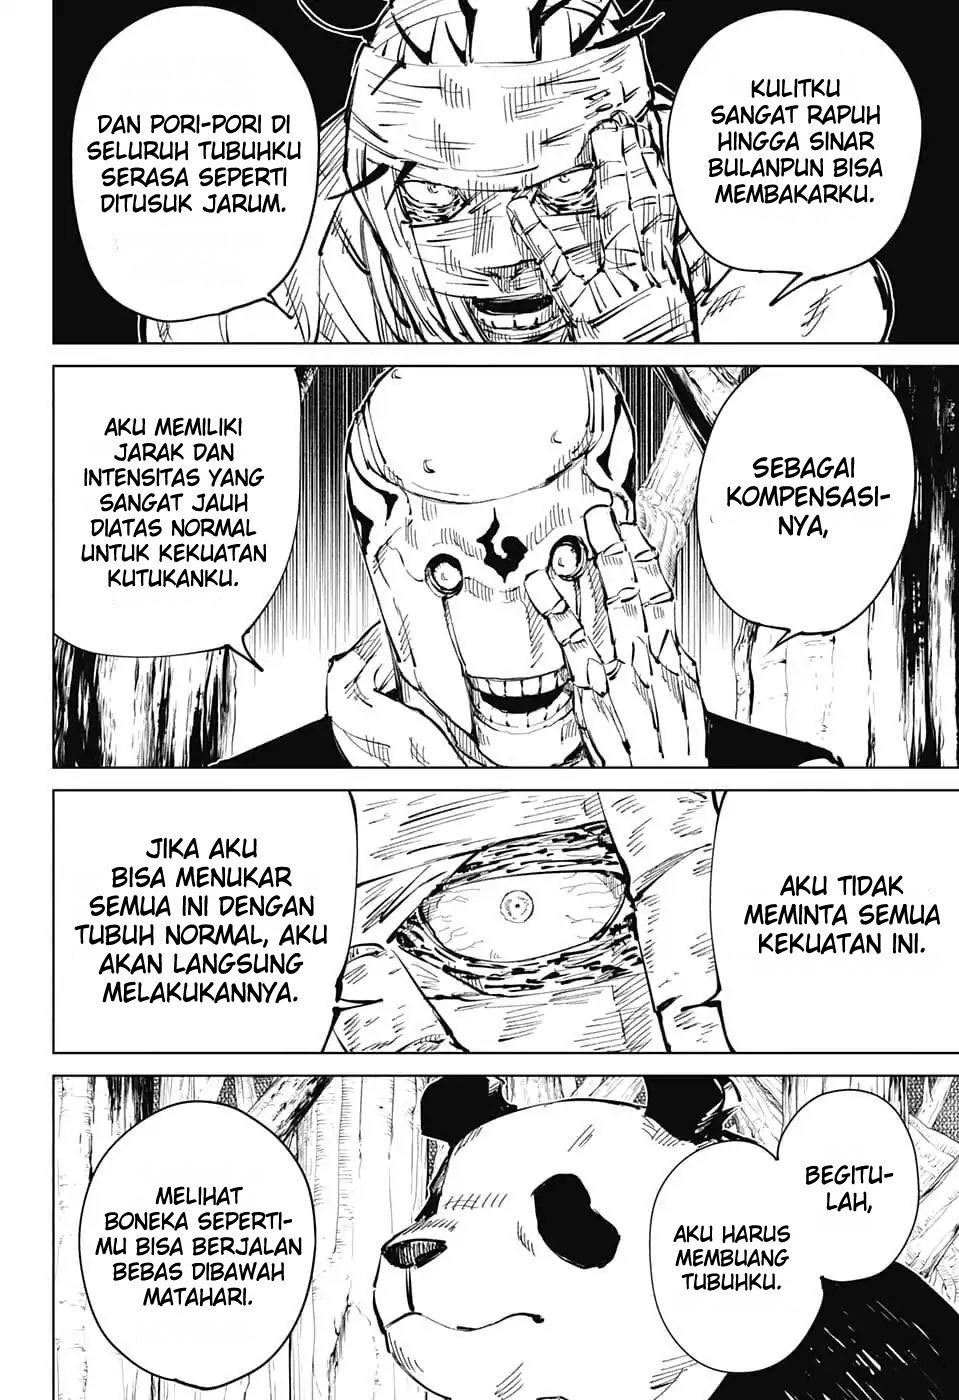 KULITKU
SANGAT RAPUH
HINGGA SINAR
BULANPUN BISA
MEMBAKARKU.
DAN PORI-PORI DI
SELURUH TUBUHKU
SERASA SEPERTI
DITUSUK JARUM.
SEBAGAI
KOMPENSASI-
NYA,
AKU MEMILIKI
JARAK DAN
INTENSITAS YANG
SANGAT JAUH
DIATAS NORMAL
UNTUK KEKUATAN
KUTUKANKU.
AKU TIDAK
MEMINTA SEMUA
KEKUATAN INI.
JIKA AKU
BISA MENUKAR
SEMUA INI DENGAN
TUBUH NORMAL, AKU
AKAN LANGSUNG
MELAKUKANNYA.
BEGITU-
LAH,
AKU HARUS
MEMBUANG
TUBUHKU.
MELIHAT
BONEKA SEPERTI-
MU BISA BERJALAN
BEBAS DIBAWAH
MATAHARI.